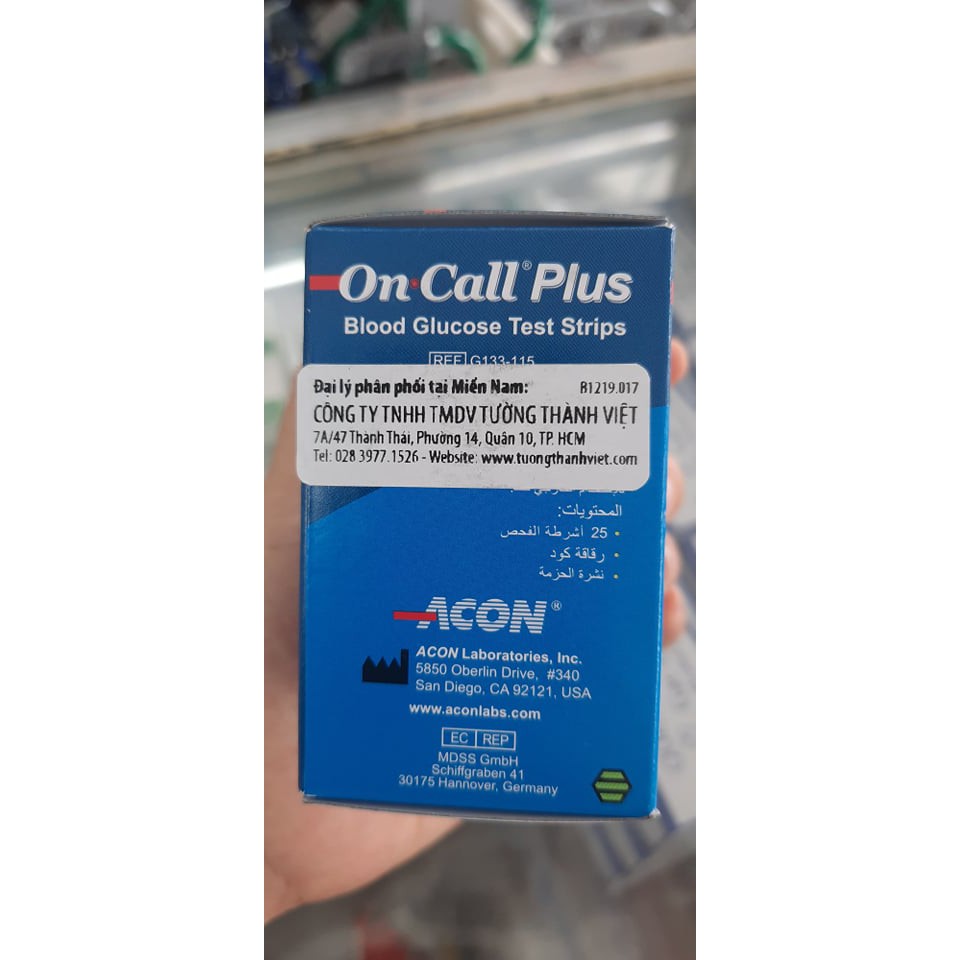 On•Call® Plus
Blood Glucose Test Strips
REF G133-115
Đại lý phân phối tại Miền Nam: B1219.017
CÔNG TY TNHH TMDV TƯỜNG THÀNH VIỆT
7A/47 Thành Thái, Phường 14, Quận 10, TP. HCM
Tel: 028 3977.1526 - Website: www.tuongthanhviet.com
المحتويات:
• 25 أشرطة الفحص
• رقاقة كود
• نشرة الحزمة
ACON®
ACON Laboratories, Inc.
5850 Oberlin Drive, #340
San Diego, CA 92121, USA
www.aconlabs.com
EC REP
MDSS GmbH
Schiffgraben 41
30175 Hannover, Germany